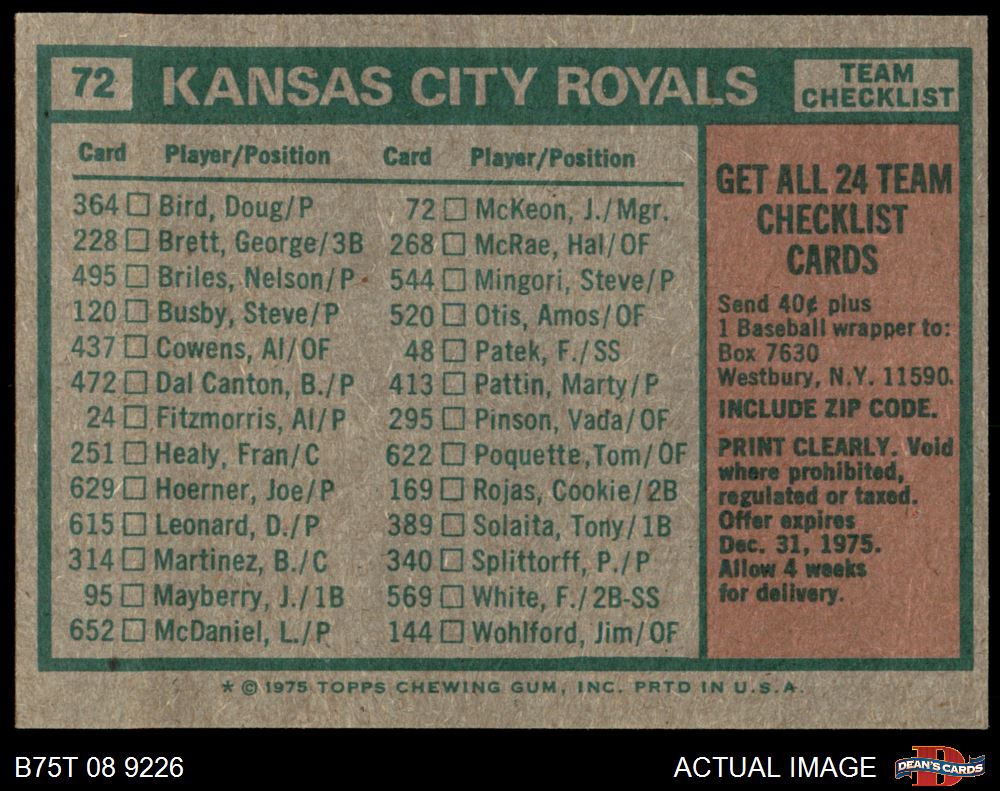 72 KANSAS CITY ROYALS TEAM CHECKLIST
Card Player/Position Card Player/Position
364 Bird, Doug/P
228 Brett, George/3B
495 Briles, Nelson/P
120 Busby, Steve/P
437 Cowens, Al/OF
472 Dal Canton, B./P
24 Fitzmorris, Al/P
251 Healy, Fran/C
629 Hoerner, Joe/P
615 Leonard, D./P
314 Martinez, B./C
95 Mayberry, J./1B
652 McDaniel, L./P
72 McKeon, J./Mgr.
268 McRae, Hal/OF
544 Mingori, Steve/P
520 Otis, Amos/OF
48 Patek, F./SS
413 Pattin, Marty/P
295 Pinson, Vada/OF
622 Poquette,Tom/OF
169 Rojas, Cookie/2B
389 Solaita, Tony/1B
340 Splittorff, P./P
569 White, F./2B-SS
144 Wohlford, Jim/OF
GET ALL 24 TEAM
CHECKLIST
CARDS
Send 40¢ plus
1 Baseball wrapper to:
Box 7630
Westbury, N.Y. 11590.
INCLUDE ZIP CODE.
PRINT CLEARLY. Void
where prohibited,
regulated or taxed.
Offer expires
Dec. 31, 1975.
Allow 4 weeks
for delivery.
* © 1975 TOPPS CHEWING GUM, INC. PRTD IN U.S.A.
B75T 08 9226
ACTUAL IMAGE
D
DEAN'S CARDS